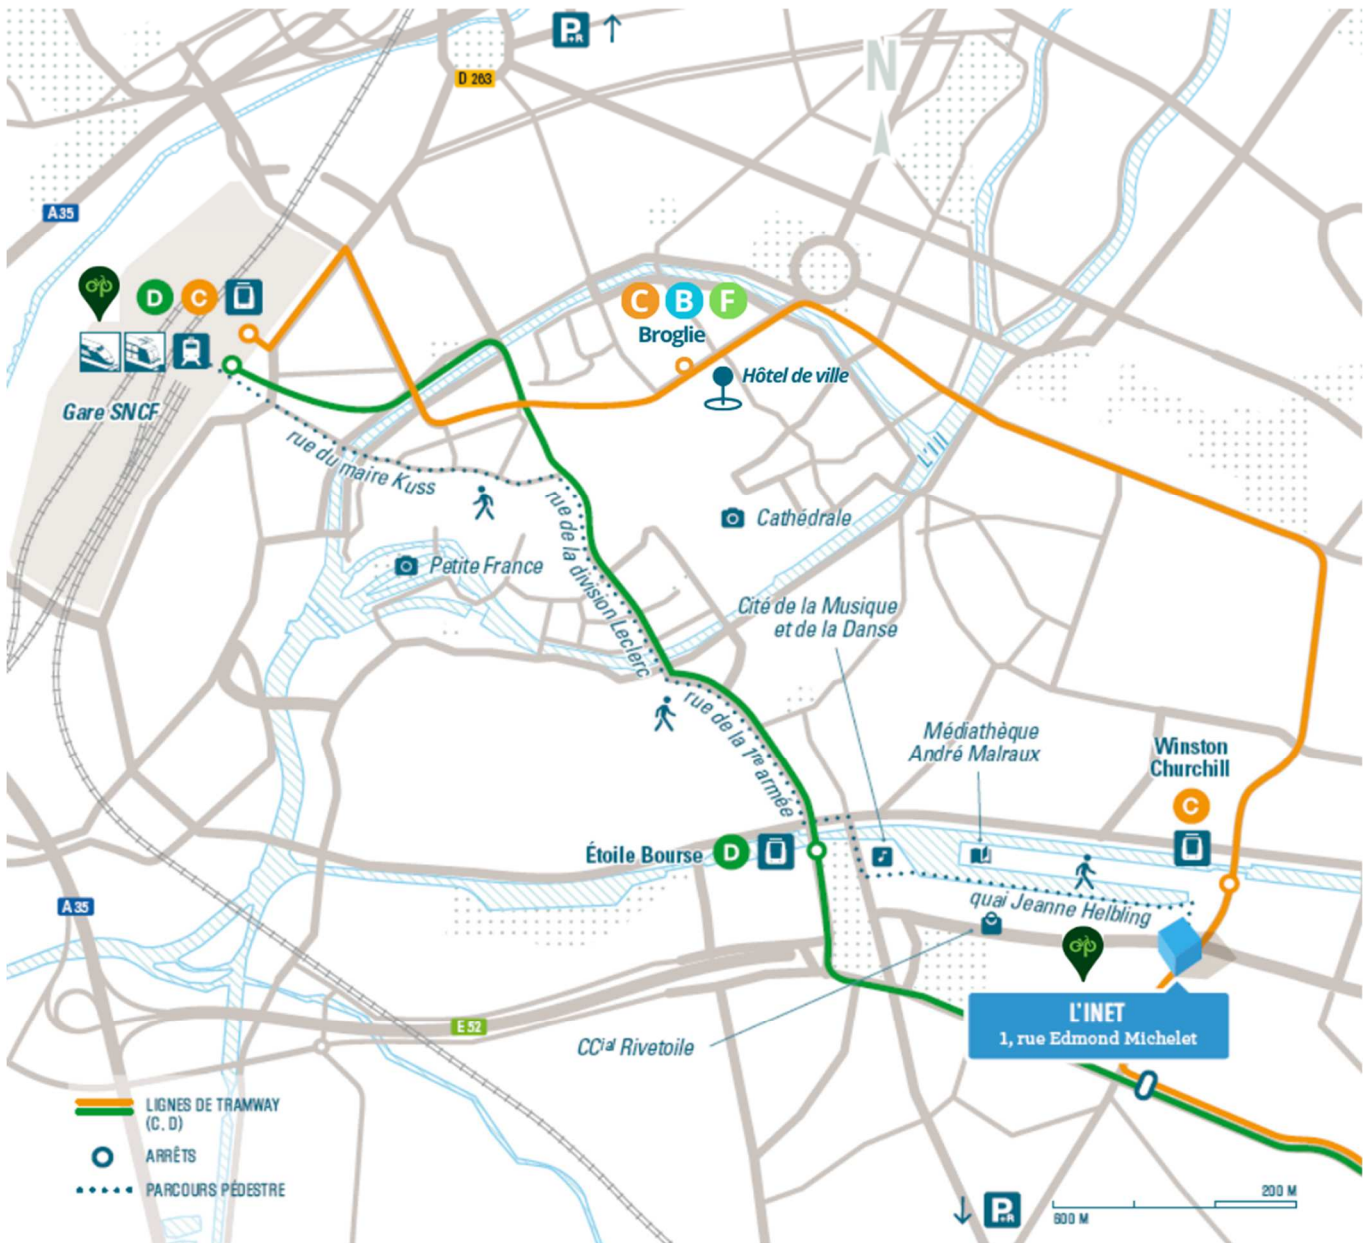 P+R
D 263
N
A35
D C
C B F
Broglie
Hôtel de ville
Gare SNCF
rue du maire Kuss
L'Ill
rue de la division Leclerc
Cathédrale
Petite France
Cité de la Musique
et de la Danse
rue de la 1re armée
Médiathèque
André Malraux
Winston
Churchill
C
Étoile Bourse D
quai Jeanne Helbling
A35
L'INET
1, rue Edmond Michelet
E 52
CCial Rivetoile
LIGNES DE TRAMWAY
(C. D)
ARRÊTS
PARCOURS PÉDESTRE
P+R
200 M
600 M